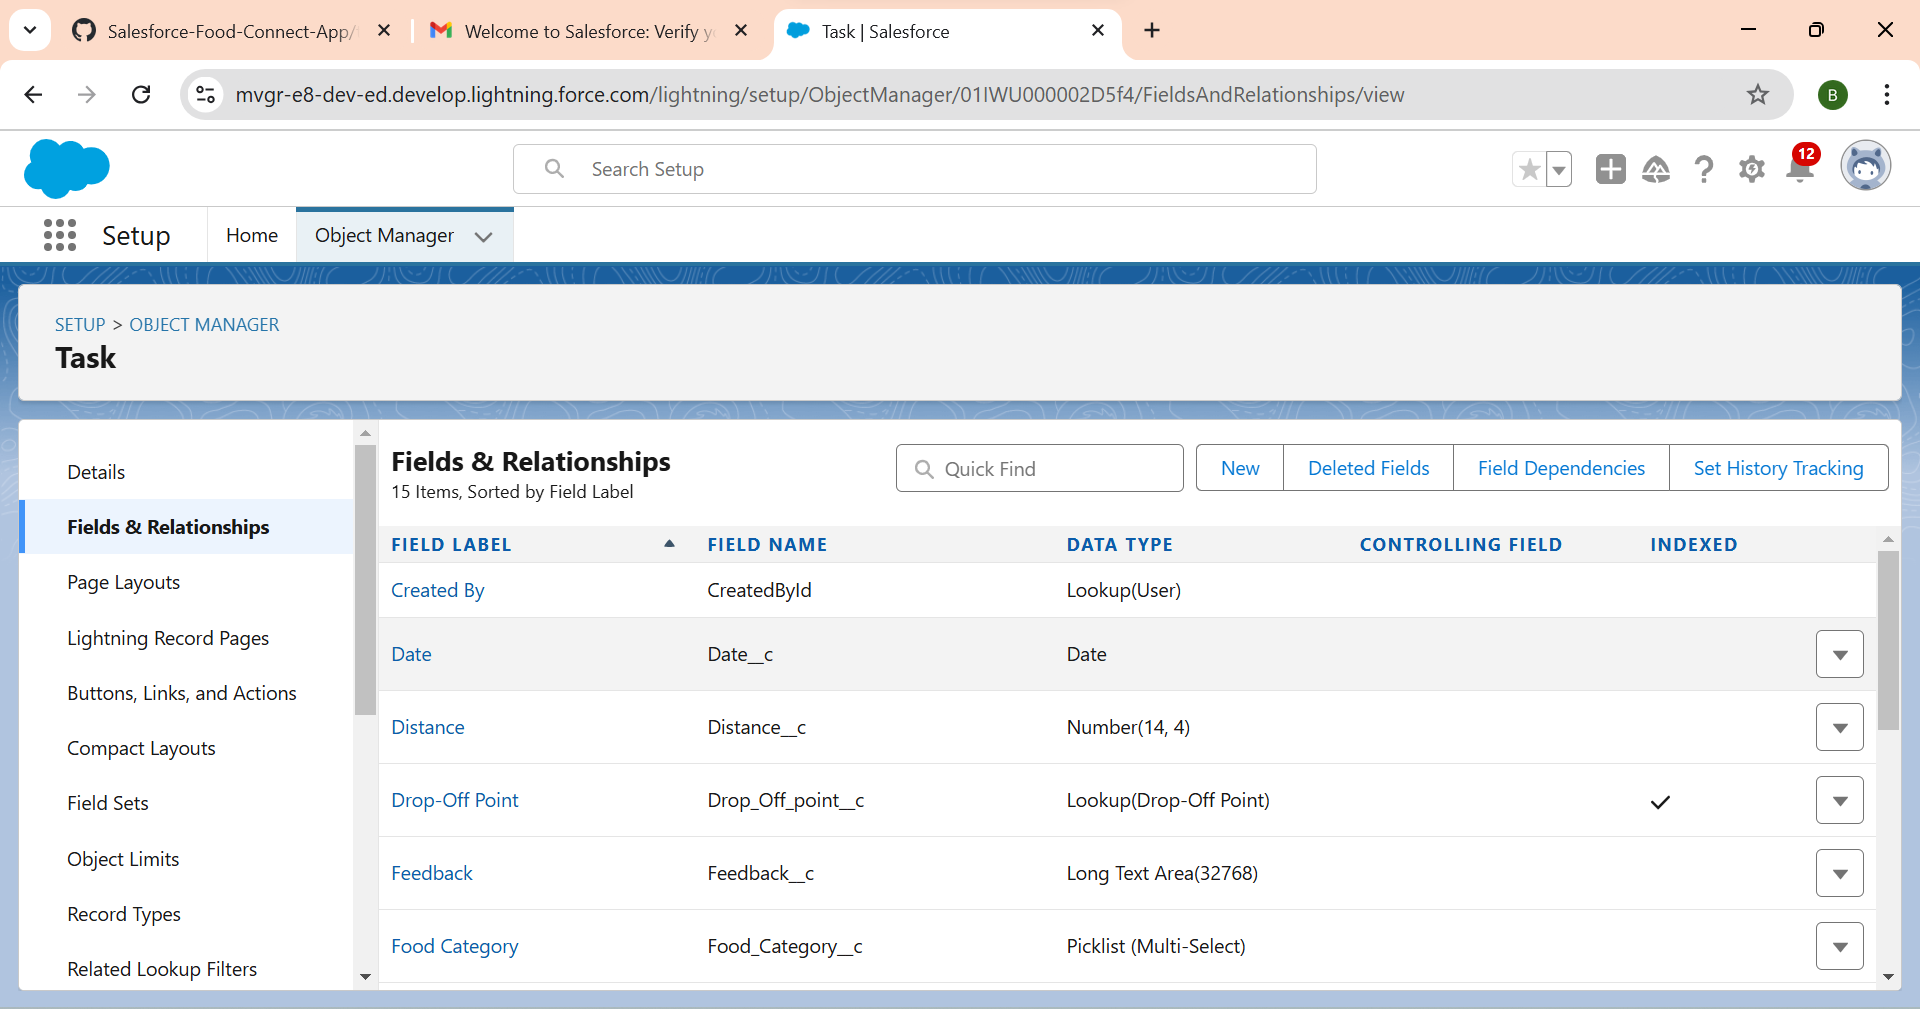 Salesforce-Food-Connect-App/
Welcome to Salesforce: Verify
Task | Salesforce
mvgr-e8-dev-ed.develop.lightning.force.com/lightning/setup/ObjectManager/01IWU000002D5f4/FieldsAndRelationships/view
B
Search Setup
12
Setup
Home
Object Manager
SETUP > OBJECT MANAGER
Task
Details
Fields & Relationships
Page Layouts
Lightning Record Pages
Buttons, Links, and Actions
Compact Layouts
Field Sets
Object Limits
Record Types
Related Lookup Filters
Fields & Relationships
15 Items, Sorted by Field Label
Quick Find
New
Deleted Fields
Field Dependencies
Set History Tracking
FIELD LABEL FIELD NAME DATA TYPE CONTROLLING FIELD INDEXED
Created By CreatedById Lookup(User)
Date Date__c Date
Distance Distance__c Number(14, 4)
Drop-Off Point Drop_Off_point__c Lookup(Drop-Off Point)
Feedback Feedback__c Long Text Area(32768)
Food Category Food_Category__c Picklist (Multi-Select)